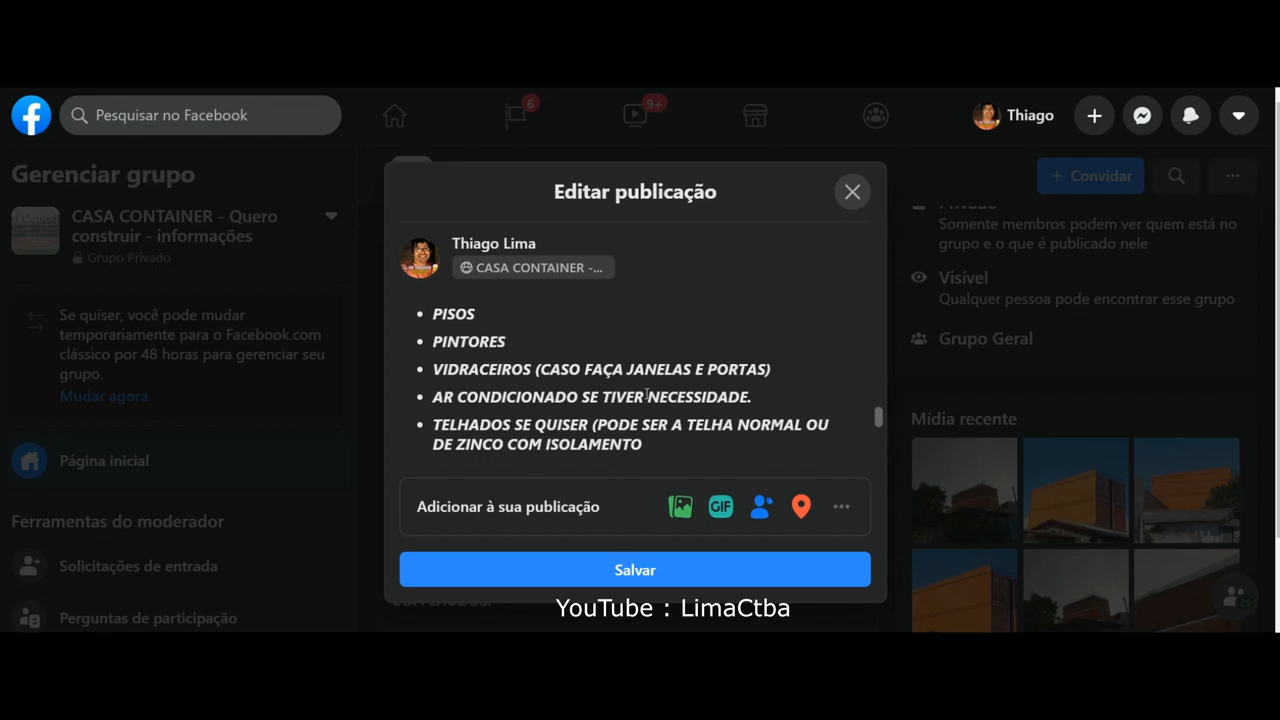 Pesquisar no Facebook
6
9+
Thiago
Gerenciar grupo
CASA CONTAINER - Quero
construir - informações
Grupo Privado
Se quiser, você pode mudar
temporariamente para o Facebook.com
clássico por 48 horas para gerenciar seu
grupo.
Mudar agora
Página inicial
Ferramentas do moderador
Solicitações de entrada
Perguntas de participação
Editar publicação
Thiago Lima
CASA CONTAINER -...
• PISOS
• PINTORES
• VIDRACEIROS (CASO FAÇA JANELAS E PORTAS)
• AR CONDICIONADO SE TIVER NECESSIDADE.
• TELHADOS SE QUISER (PODE SER A TELHA NORMAL OU
DE ZINCO COM ISOLAMENTO
Adicionar à sua publicação
GIF
Salvar
YouTube : LimaCtba
+ Convidar
Privado
Somente membros podem ver quem está no
grupo e o que é publicado nele
Visível
Qualquer pessoa pode encontrar esse grupo
Grupo Geral
Mídia recente